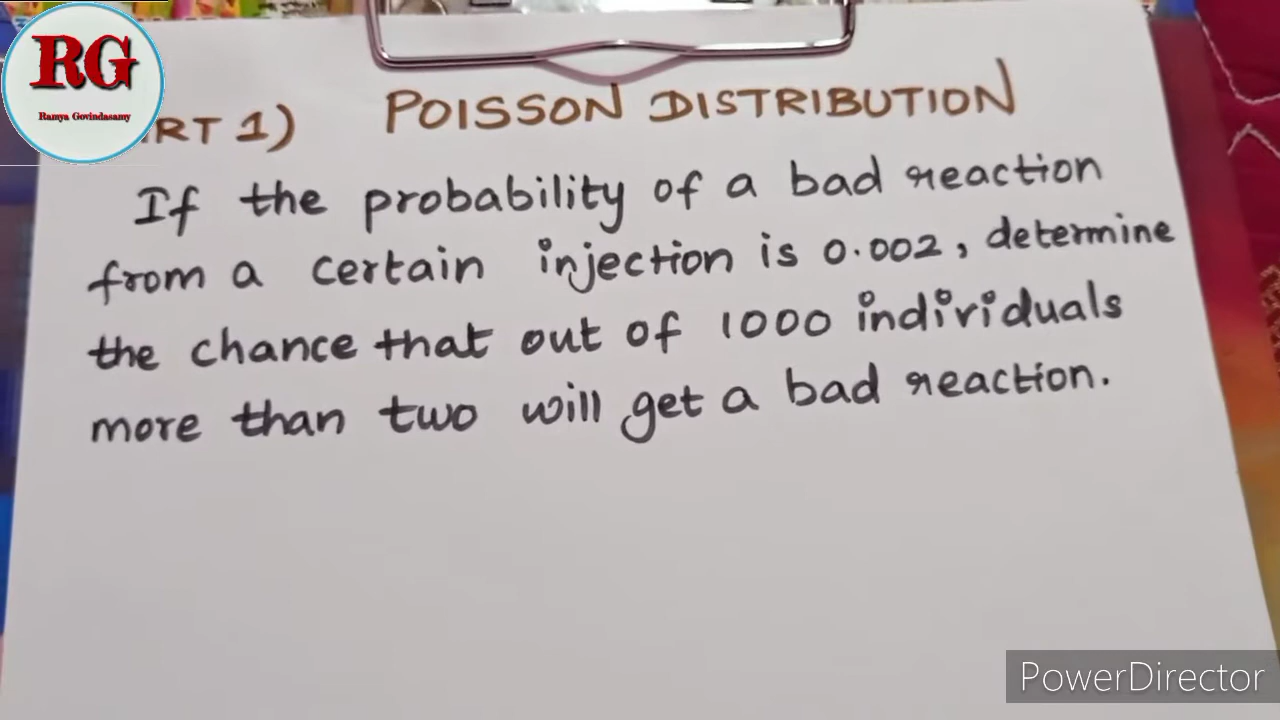 RG
Ramya Govindasamy
RT 1) POISSON DISTRIBUTION
If the probability of a bad reaction
from a certain injection is 0.002, determine
the chance that out of 1000 individuals
more than two will get a bad reaction.
PowerDirector